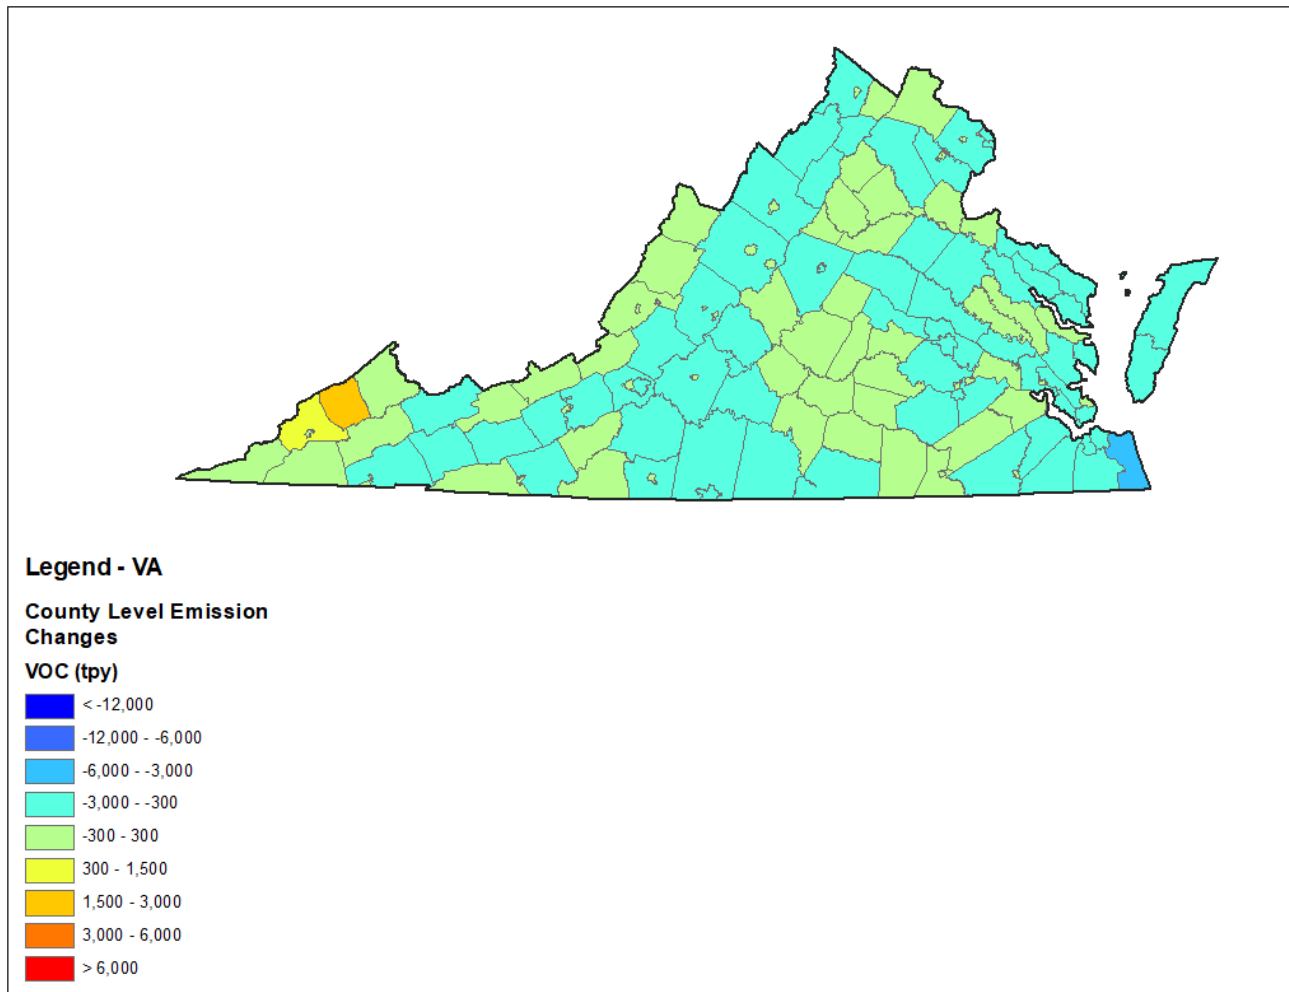 Legend - VA
County Level Emission
Changes
VOC (tpy)
< -12,000
-12,000 - -6,000
-6,000 - -3,000
-3,000 - -300
-300 - 300
300 - 1,500
1,500 - 3,000
3,000 - 6,000
> 6,000